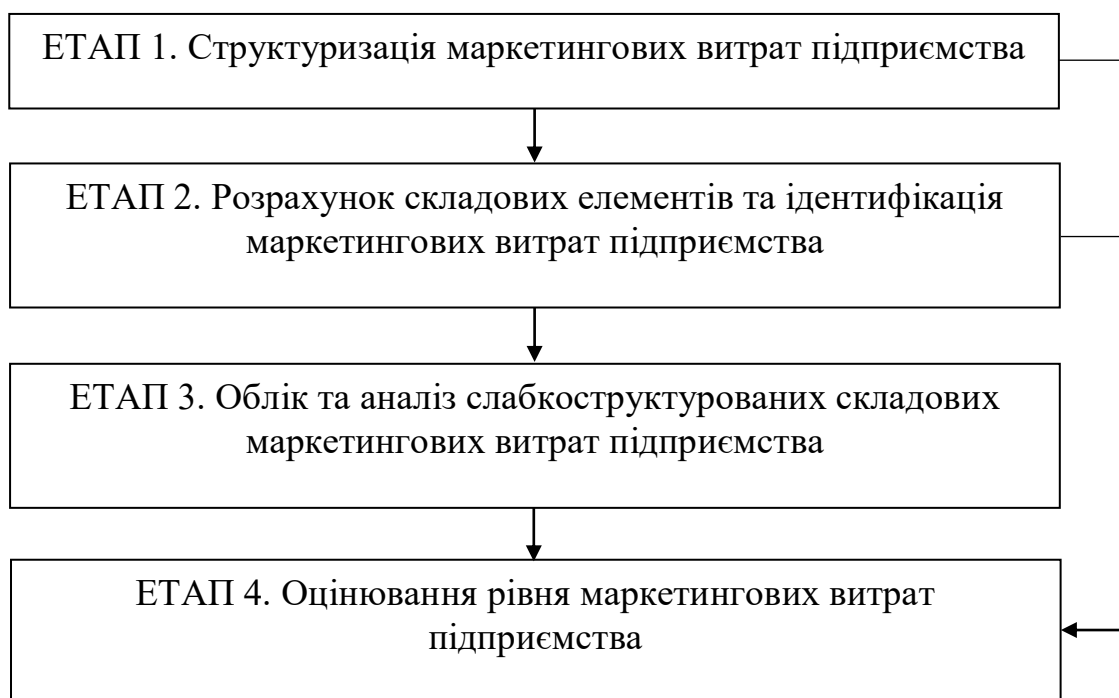 ЕТАП 1. Структуризація маркетингових витрат підприємства
ЕТАП 2. Розрахунок складових елементів та ідентифікація
маркетингових витрат підприємства
ЕТАП 3. Облік та аналіз слабкоструктурованих складових
маркетингових витрат підприємства
ЕТАП 4. Оцінювання рівня маркетингових витрат
підприємства